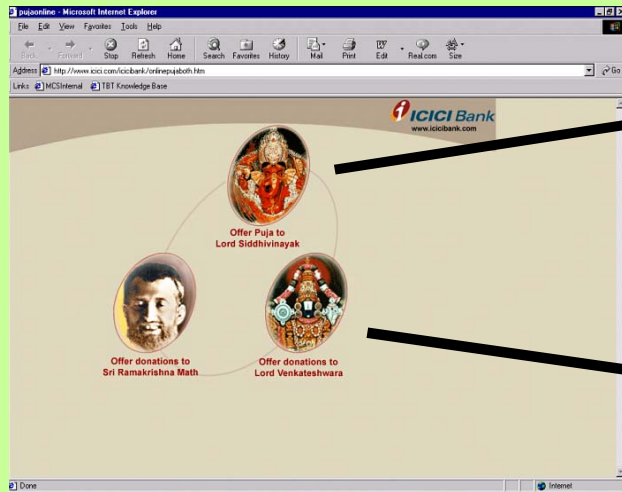 pujaonline - Microsoft Internet Explorer
File Edit View Favorites Tools Help
Back Forward Stop Refresh Home Search Favorites History Mail Print Edit Real.com Size
Address http://www.icici.com/icicibank/onlinepujaboth.htm Go
Links MCSInternal TBT Knowledge Base
ICICI Bank
www.icicibank.com
Offer Puja to
Lord Siddhivinayak
Offer donations to
Sri Ramakrishna Math
Offer donations to
Lord Venkateshwara
Done Internet